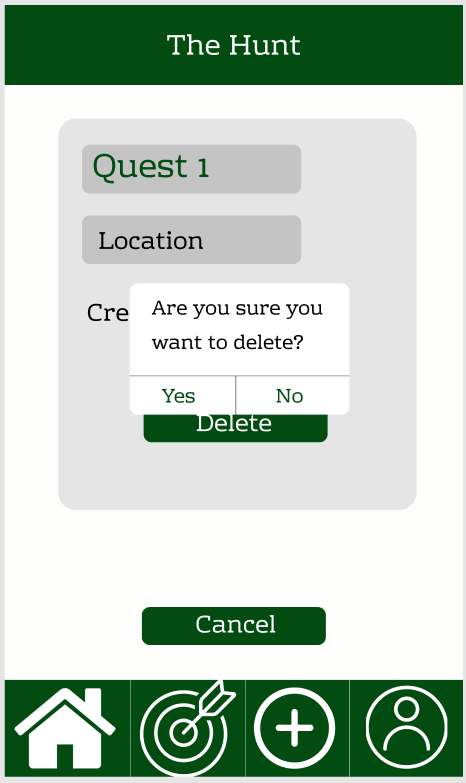 The Hunt
Quest 1
Location
Cre
Are you sure you
want to delete?
Yes No
Delete
Cancel